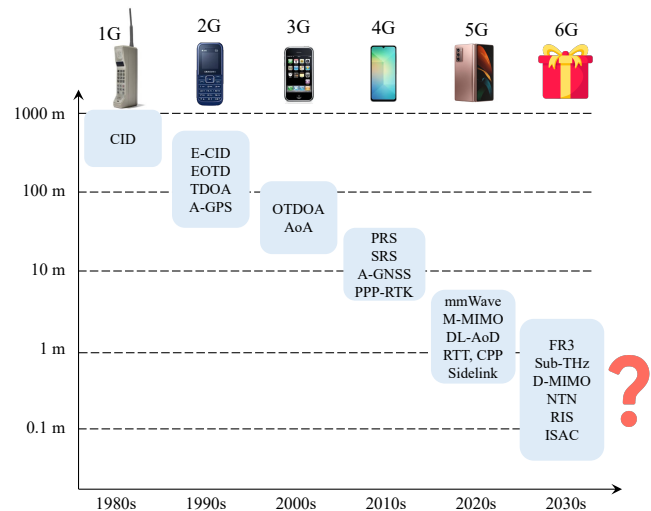 1G
2G
3G
4G
5G
6G
1000 m
100 m
10 m
1 m
0.1 m
CID
E-CID
EOTD
TDOA
A-GPS
OTDOA
AoA
PRS
SRS
A-GNSS
PPP-RTK
mmWave
M-MIMO
DL-AoD
RTT, CPP
Sidelink
FR3
Sub-THz
D-MIMO
NTN
RIS
ISAC
?
1980s
1990s
2000s
2010s
2020s
2030s